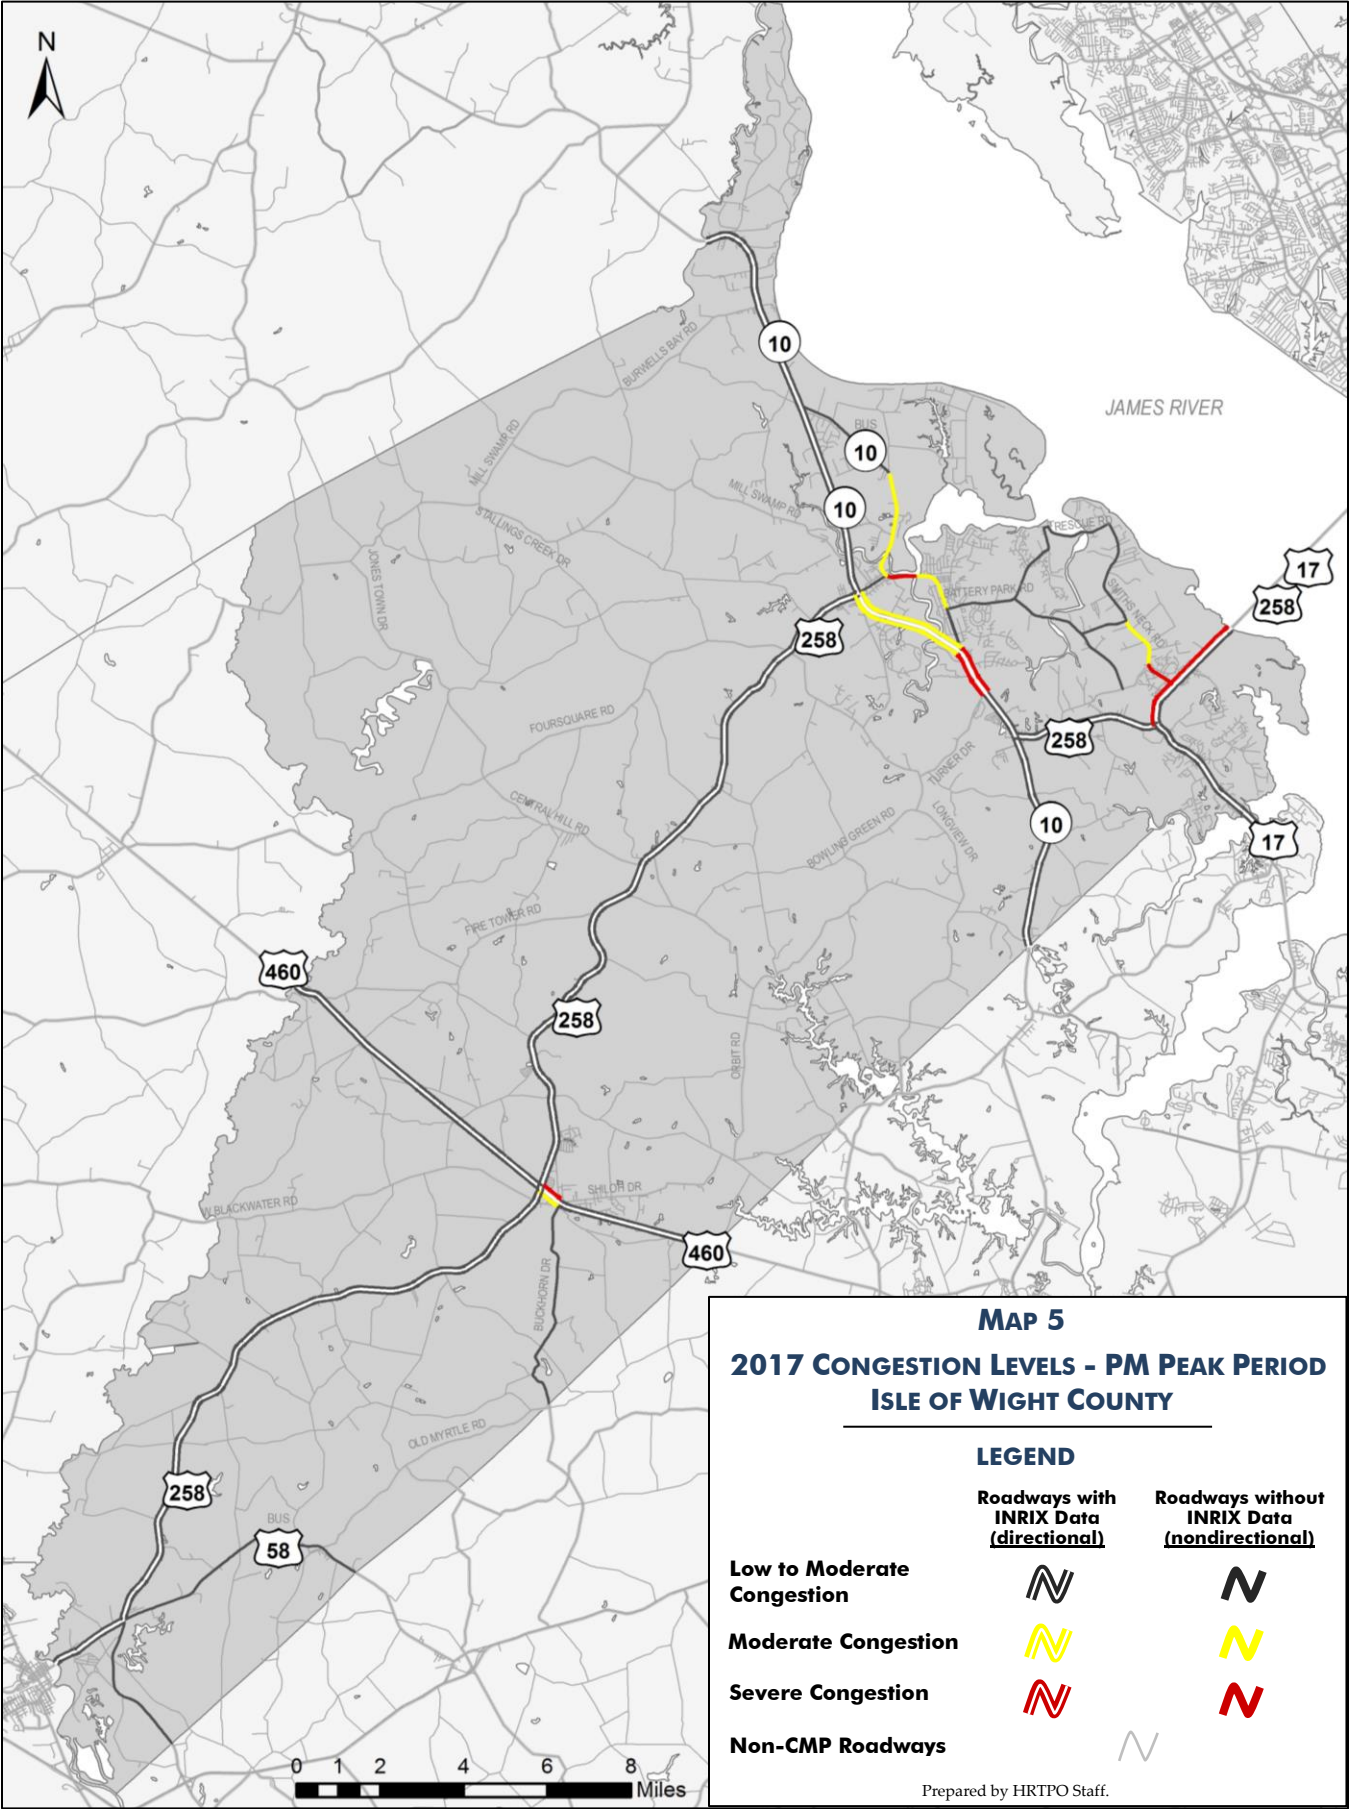 N
10
BURWELLS BAY RD
JAMES RIVER
BUS
10
MILL SWAMP RD
MILL SWAMP RD
10
STALLINGS CREEK DR
TRESCUE RD
JONES TOWN DR
17
258
BATTERY PARK RD
SMITHS NECK RD
258
FOURSQUARE RD
258
TURNER DR
CENTRAL HILL RD
LONGVIEW DR
BOWLING GREEN RD
10
17
FIRE TOWER RD
460
258
ORBIT RD
SHILOH DR
W BLACKWATER RD
460
BUCKHORN DR
OLD MYRTLE RD
258
BUS
58
MAP 5
2017 CONGESTION LEVELS - PM PEAK PERIOD
ISLE OF WIGHT COUNTY
LEGEND
Roadways with INRIX Data (directional)
Roadways without INRIX Data (nondirectional)
Low to Moderate
Congestion
Moderate Congestion
Severe Congestion
Non-CMP Roadways
Prepared by HRTPO Staff.
0 1 2 4 6 8
Miles